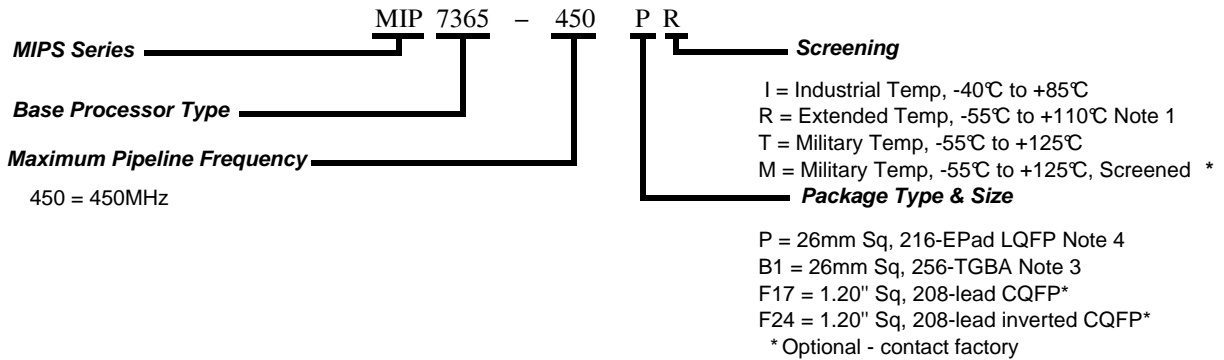 MIP 7365 – 450 P R
MIPS Series
Base Processor Type
Maximum Pipeline Frequency
450 = 450MHz
Screening
I = Industrial Temp, -40°C to +85°C
R = Extended Temp, -55°C to +110°C Note 1
T = Military Temp, -55°C to +125°C
M = Military Temp, -55°C to +125°C, Screened *
Package Type & Size
P = 26mm Sq, 216-EPad LQFP Note 4
B1 = 26mm Sq, 256-TGBA Note 3
F17 = 1.20" Sq, 208-lead CQFP*
F24 = 1.20" Sq, 208-lead inverted CQFP*
* Optional - contact factory